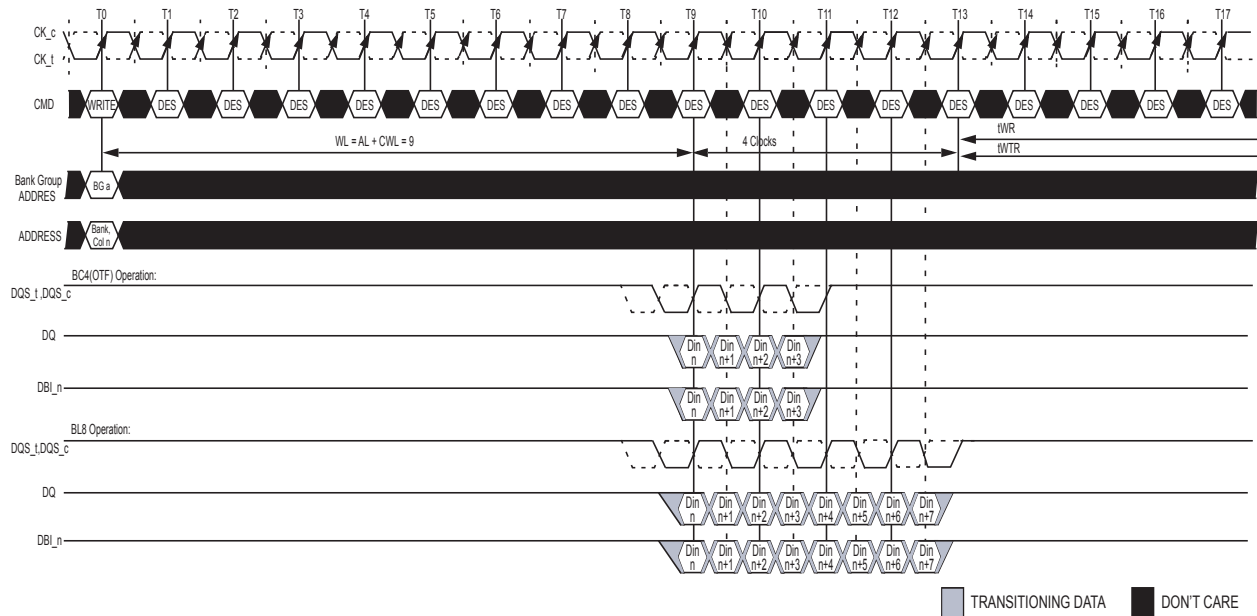 T0 T1 T2 T3 T4 T5 T6 T7 T8 T9 T10 T11 T12 T13 T14 T15 T16 T17
CK_c
CK_t
CMD WRITE DES DES DES DES DES DES DES DES DES DES DES DES DES DES DES DES DES
WL = AL + CWL = 9 4 Clocks tWR
tWTR
Bank Group
ADDRES
BG a
ADDRESS
Bank,
Col n
BC4(OTF) Operation:
DQS_t ,DQS_c
DQ
Din Din Din Din
n n+1 n+2 n+3
DBI_n
Din Din Din Din
n n+1 n+2 n+3
BL8 Operation:
DQS_t,DQS_c
DQ
Din Din Din Din Din Din Din Din
n n+1 n+2 n+3 n+4 n+5 n+6 n+7
DBI_n
Din Din Din Din Din Din Din Din
n n+1 n+2 n+3 n+4 n+5 n+6 n+7
TRANSITIONING DATA DON'T CARE